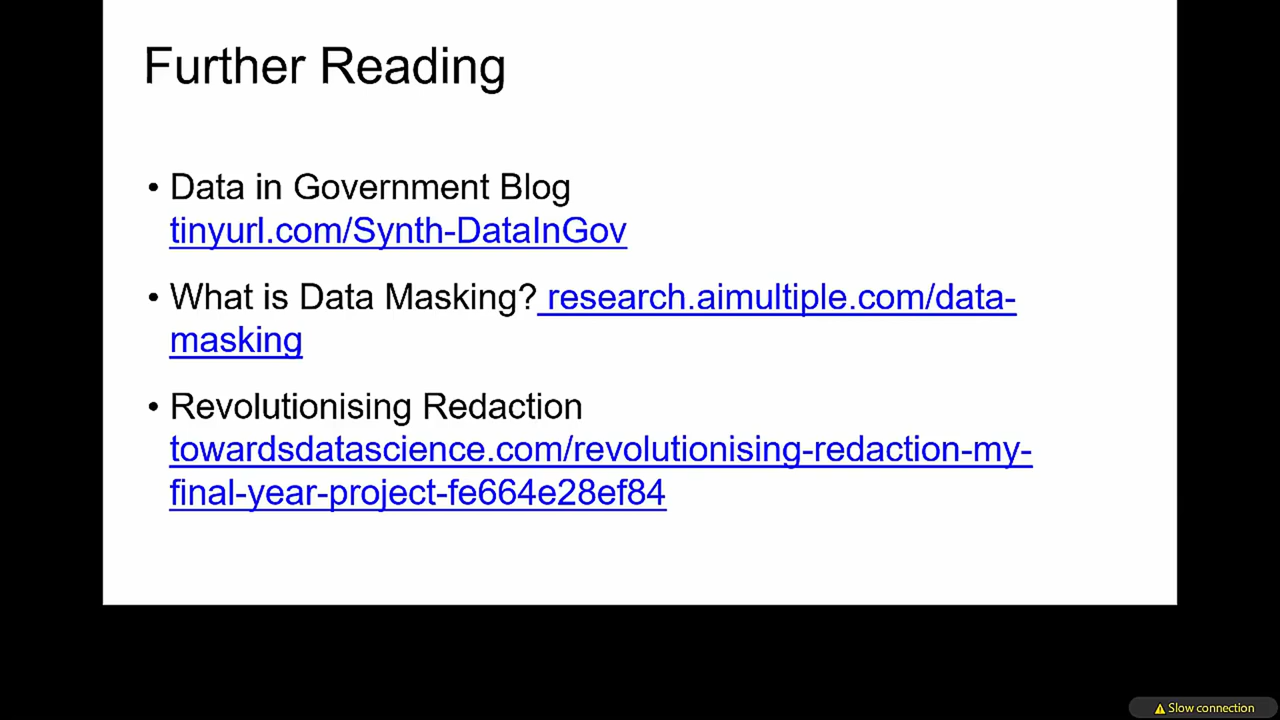 Further Reading
• Data in Government Blog
tinyurl.com/Synth-DataInGov
• What is Data Masking? research.aimultiple.com/data-
masking
• Revolutionising Redaction
towardsdatascience.com/revolutionising-redaction-my-
final-year-project-fe664e28ef84
Slow connection